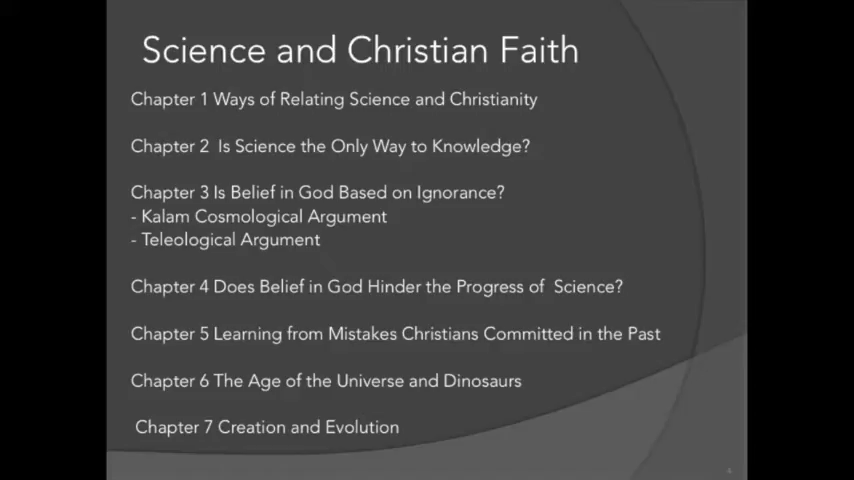 Science and Christian Faith
Chapter 1 Ways of Relating Science and Christianity
Chapter 2 Is Science the Only Way to Knowledge?
Chapter 3 Is Belief in God Based on Ignorance?
- Kalam Cosmological Argument
- Teleological Argument
Chapter 4 Does Belief in God Hinder the Progress of Science?
Chapter 5 Learning from Mistakes Christians Committed in the Past
Chapter 6 The Age of the Universe and Dinosaurs
Chapter 7 Creation and Evolution